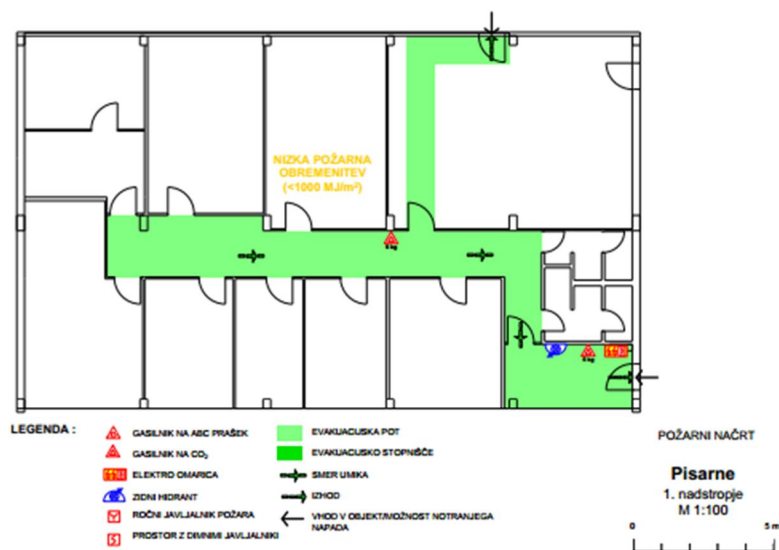 NIZKA POŽARNA
OBREMENITEV
(<1000 MJ/m²)
6 kg
LEGENDA :
GASILNIK NA ABC PRAŠEK
GASILNIK NA CO₂
ELEKTRO OMARICA
ZIDNI HIDRANT
ROČNI JAVLJALNIK POŽARA
PROSTOR Z DIMNIMI JAVLJALNIKI
EVAKUACIJSKA POT
EVAKUACIJSKO STOPNIŠČE
SMER UMIKA
IZHOD
VHOD V OBJEKT/MOŽNOST NOTRANJEGA
NAPADA
POŽARNI NAČRT
Pisarne
1. nadstropje
M 1:100
0 5 m